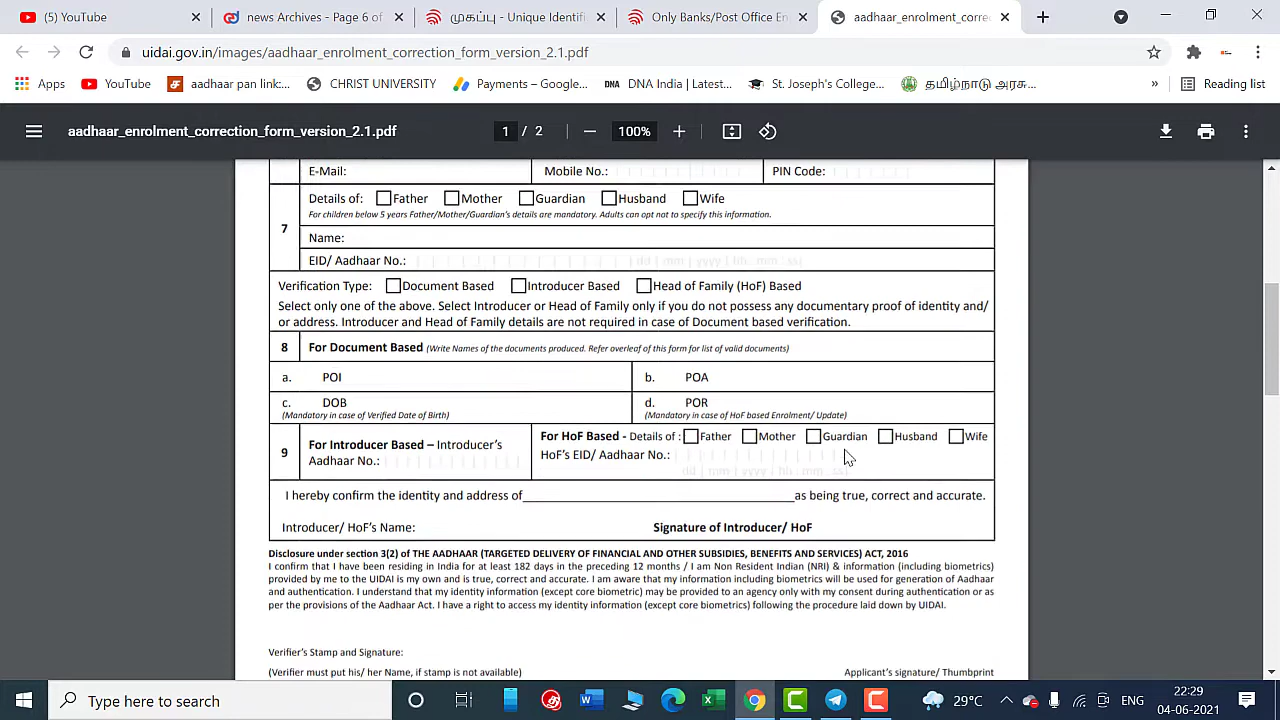 (5) YouTube
news Archives - Page 6 of
முகப்பு - Unique Identifi
Only Banks/Post Office En
aadhaar_enrolment_corre
uidai.gov.in/images/aadhaar_enrolment_correction_form_version_2.1.pdf
Apps
YouTube
aadhaar pan link:...
CHRIST UNIVERSITY
Payments – Google...
DNA DNA India | Latest...
St. Joseph's College...
தமிழ்நாடு அரசு...
»
Reading list
aadhaar_enrolment_correction_form_version_2.1.pdf
1 / 2
100%
E-Mail: Mobile No.: PIN Code:
7
Details of: Father Mother Guardian Husband Wife
For children below 5 years Father/Mother/Guardian's details are mandatory. Adults can opt not to specify this information.
Name:
EID/ Aadhaar No.: dd mm yyyy hh mm ss
Verification Type: Document Based Introducer Based Head of Family (HoF) Based
Select only one of the above. Select Introducer or Head of Family only if you do not possess any documentary proof of identity and/
or address. Introducer and Head of Family details are not required in case of Document based verification.
8 For Document Based (Write Names of the documents produced. Refer overleaf of this form for list of valid documents)
a. POI b. POA
c. DOB d. POR
(Mandatory in case of Verified Date of Birth) (Mandatory in case of HoF based Enrolment/ Update)
9
For Introducer Based – Introducer's
Aadhaar No.:
For HoF Based - Details of : Father Mother Guardian Husband Wife
HoF's EID/ Aadhaar No.:
dd mm yyyy hh mm ss
I hereby confirm the identity and address of______ as being true, correct and accurate.
Introducer/ HoF's Name: Signature of Introducer/ HoF
Disclosure under section 3(2) of THE AADHAAR (TARGETED DELIVERY OF FINANCIAL AND OTHER SUBSIDIES, BENEFITS AND SERVICES) ACT, 2016
I confirm that I have been residing in India for at least 182 days in the preceding 12 months / I am Non Resident Indian (NRI) & information (including biometrics)
provided by me to the UIDAI is my own and is true, correct and accurate. I am aware that my information including biometrics will be used for generation of Aadhaar
and authentication. I understand that my identity information (except core biometric) may be provided to an agency only with my consent during authentication or as
per the provisions of the Aadhaar Act. I have a right to access my identity information (except core biometrics) following the procedure laid down by UIDAI.
Verifier's Stamp and Signature:
(Verifier must put his/ her Name, if stamp is not available) Applicant's signature/ Thumbprint
Type here to search
29°C
ENG
22:29
04-06-2021